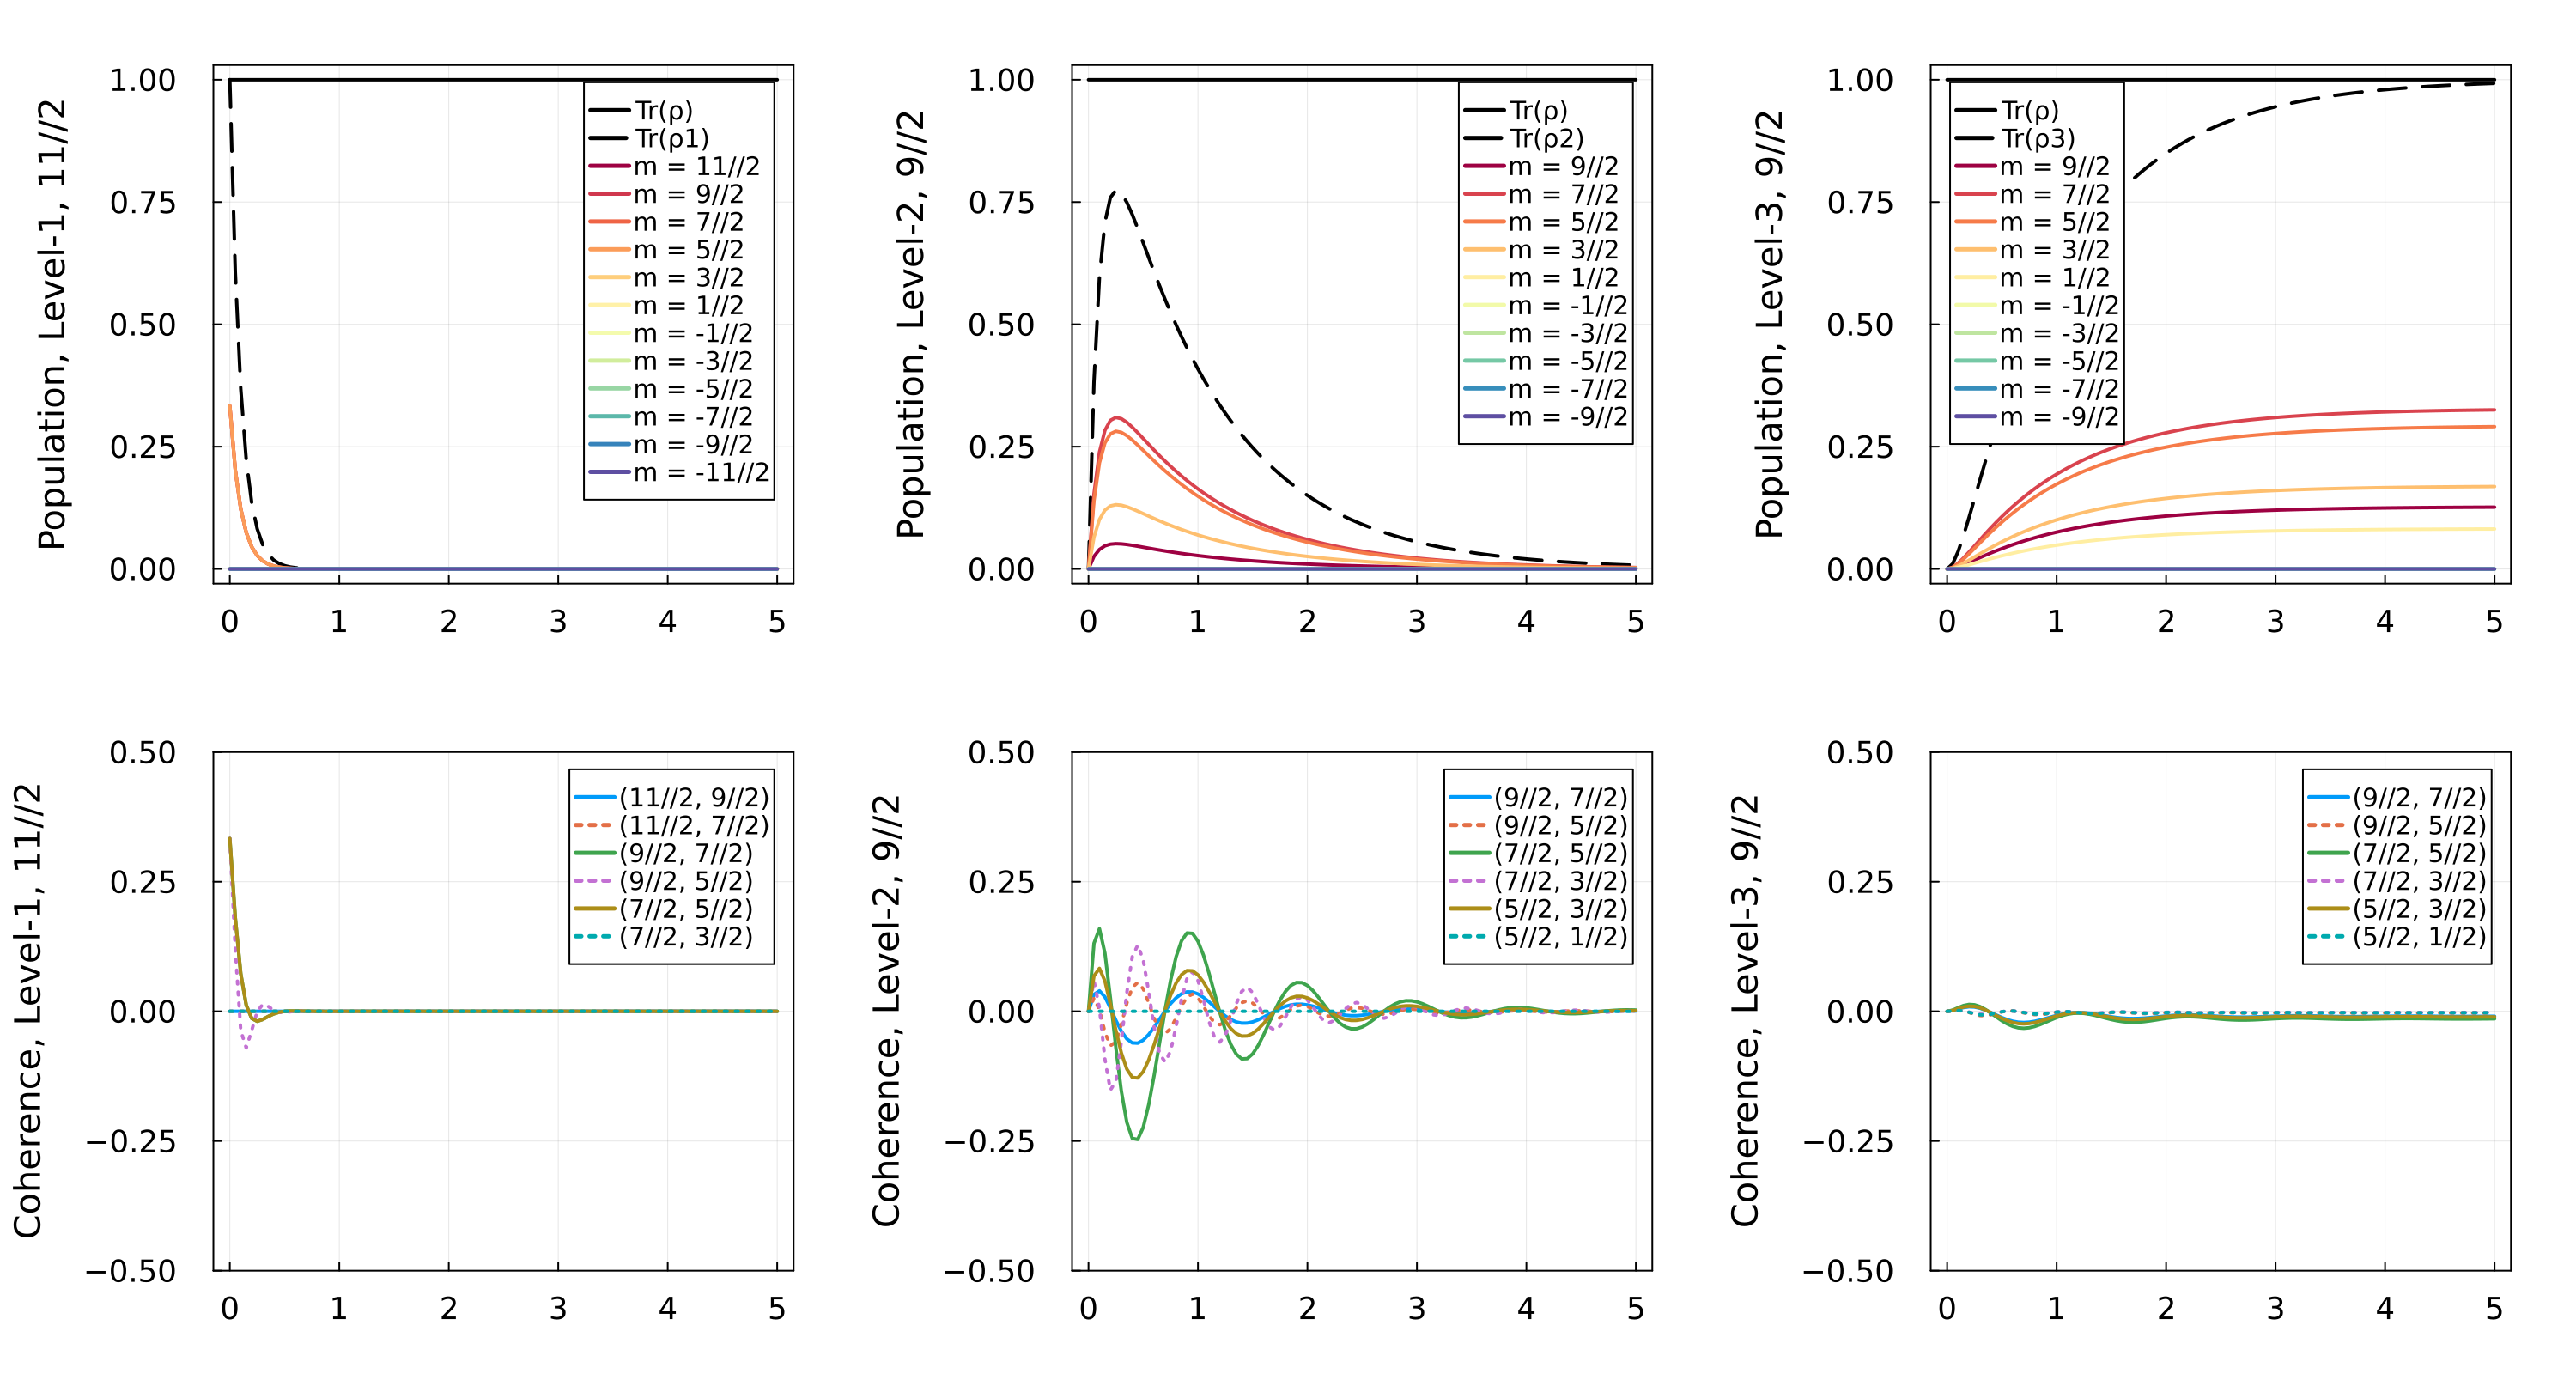 Population, Level-1, 11//2
1.00
0.75
0.50
0.25
0.00
0 1 2 3 4 5
Tr(ρ)
Tr(ρ1)
m = 11//2
m = 9//2
m = 7//2
m = 5//2
m = 3//2
m = 1//2
m = -1//2
m = -3//2
m = -5//2
m = -7//2
m = -9//2
m = -11//2
Population, Level-2, 9//2
1.00
0.75
0.50
0.25
0.00
0 1 2 3 4 5
Tr(ρ)
Tr(ρ2)
m = 9//2
m = 7//2
m = 5//2
m = 3//2
m = 1//2
m = -1//2
m = -3//2
m = -5//2
m = -7//2
m = -9//2
Population, Level-3, 9//2
1.00
0.75
0.50
0.25
0.00
0 1 2 3 4 5
Tr(ρ)
Tr(ρ3)
m = 9//2
m = 7//2
m = 5//2
m = 3//2
m = 1//2
m = -1//2
m = -3//2
m = -5//2
m = -7//2
m = -9//2
Coherence, Level-1, 11//2
0.50
0.25
0.00
−0.25
−0.50
0 1 2 3 4 5
(11//2, 9//2)
(11//2, 7//2)
(9//2, 7//2)
(9//2, 5//2)
(7//2, 5//2)
(7//2, 3//2)
Coherence, Level-2, 9//2
0.50
0.25
0.00
−0.25
−0.50
0 1 2 3 4 5
(9//2, 7//2)
(9//2, 5//2)
(7//2, 5//2)
(7//2, 3//2)
(5//2, 3//2)
(5//2, 1//2)
Coherence, Level-3, 9//2
0.50
0.25
0.00
−0.25
−0.50
0 1 2 3 4 5
(9//2, 7//2)
(9//2, 5//2)
(7//2, 5//2)
(7//2, 3//2)
(5//2, 3//2)
(5//2, 1//2)